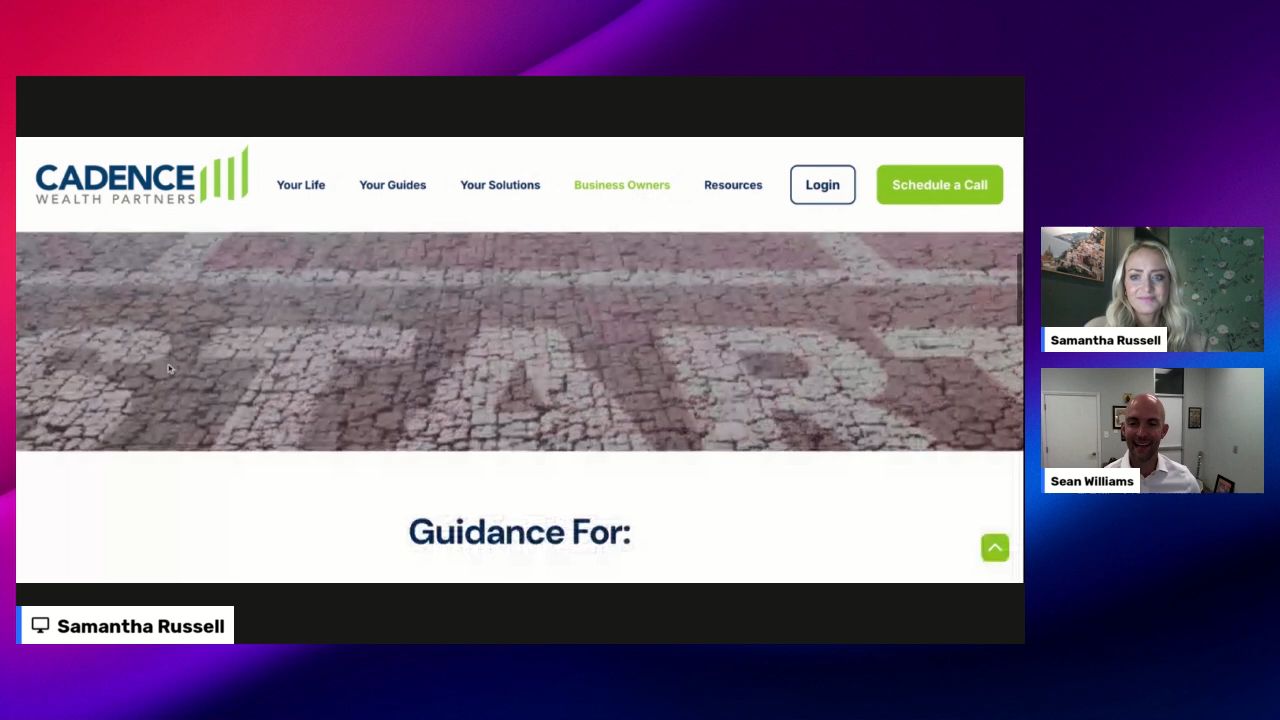 CADENCE
WEALTH PARTNERS
Your Life
Your Guides
Your Solutions
Business Owners
Resources
Login
Schedule a Call
START
Guidance For:
Samantha Russell
Sean Williams
Samantha Russell